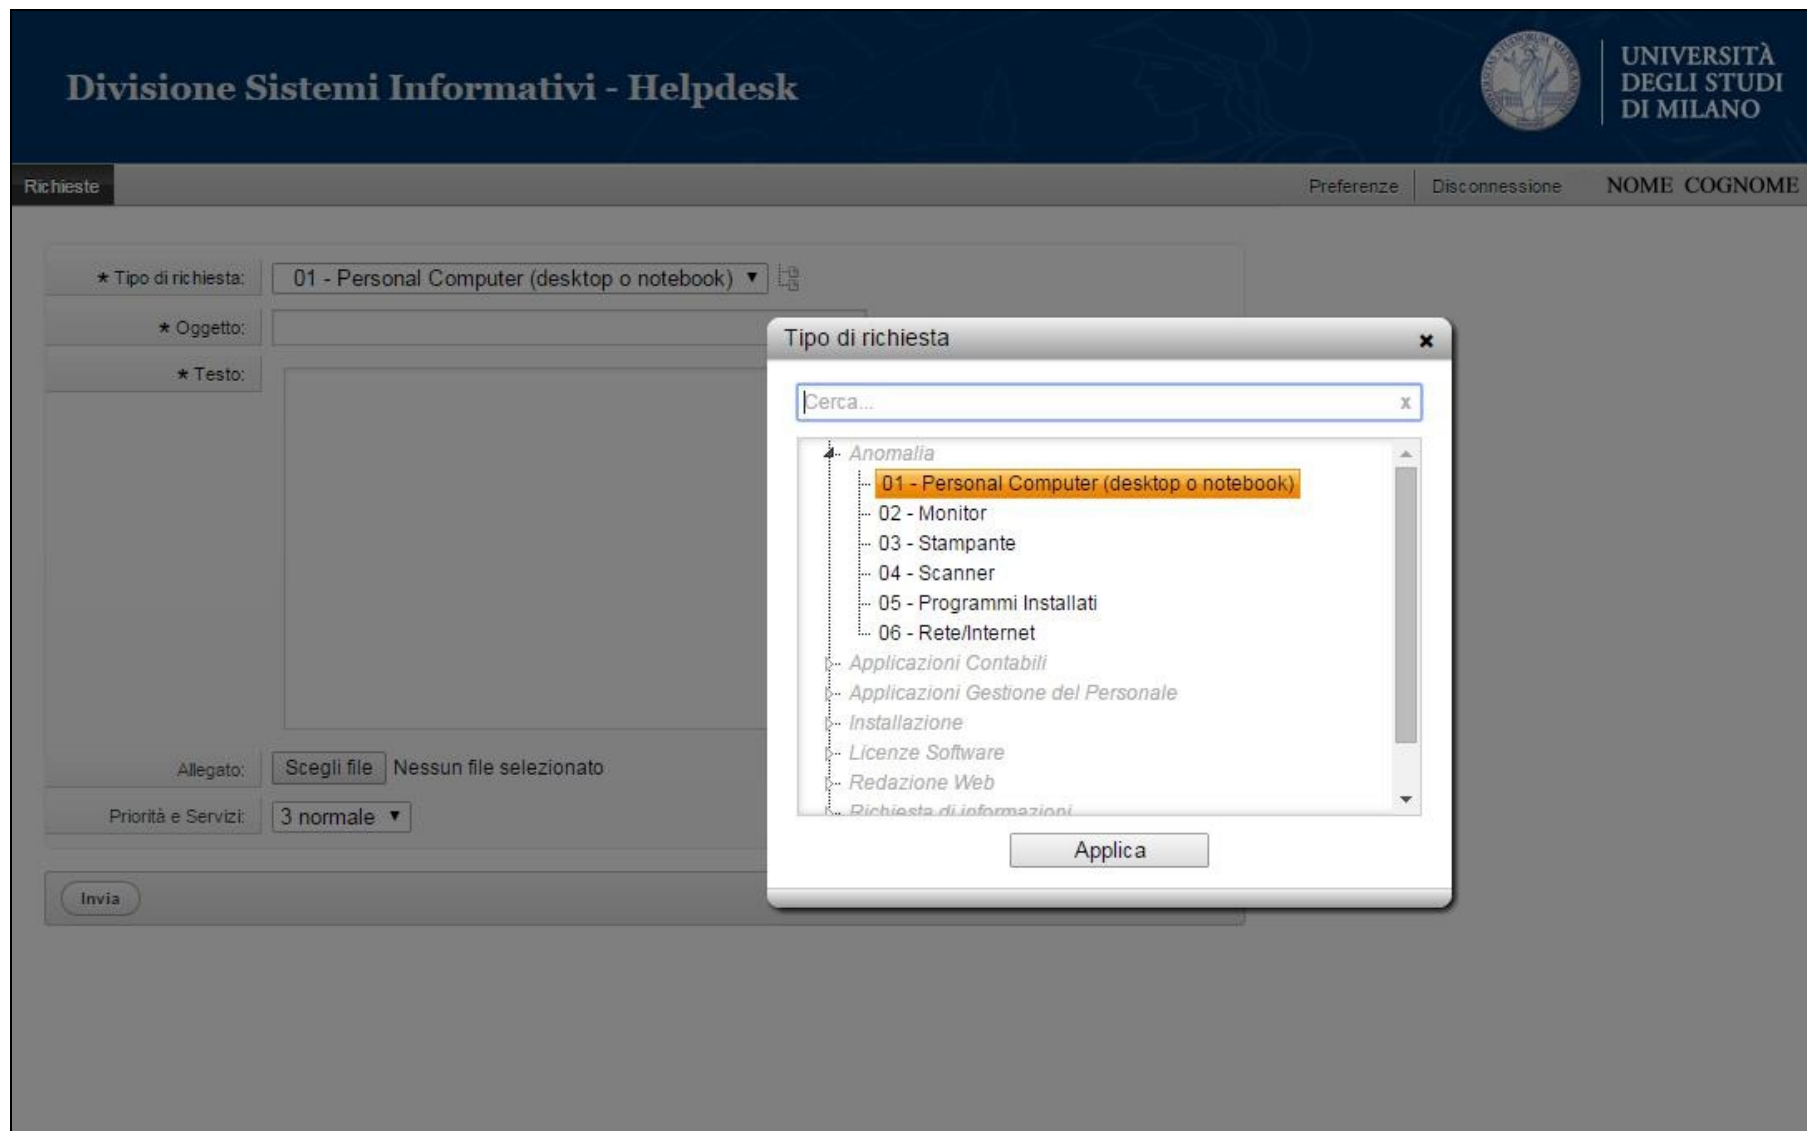 Divisione Sistemi Informativi - Helpdesk
UNIVERSITÀ
DEGLI STUDI
DI MILANO
Richieste
Preferenze
Disconnessione
NOME COGNOME
* Tipo di richiesta:
01 - Personal Computer (desktop o notebook)
* Oggetto:
* Testo:
Allegato:
Scegli file Nessun file selezionato
Priorità e Servizi:
3 normale
Invia
Tipo di richiesta
x
Cerca...
x
Anomalia
01 - Personal Computer (desktop o notebook)
02 - Monitor
03 - Stampante
04 - Scanner
05 - Programmi Installati
06 - Rete/Internet
Applicazioni Contabili
Applicazioni Gestione del Personale
Installazione
Licenze Software
Redazione Web
Richiesta di informazioni
Applica